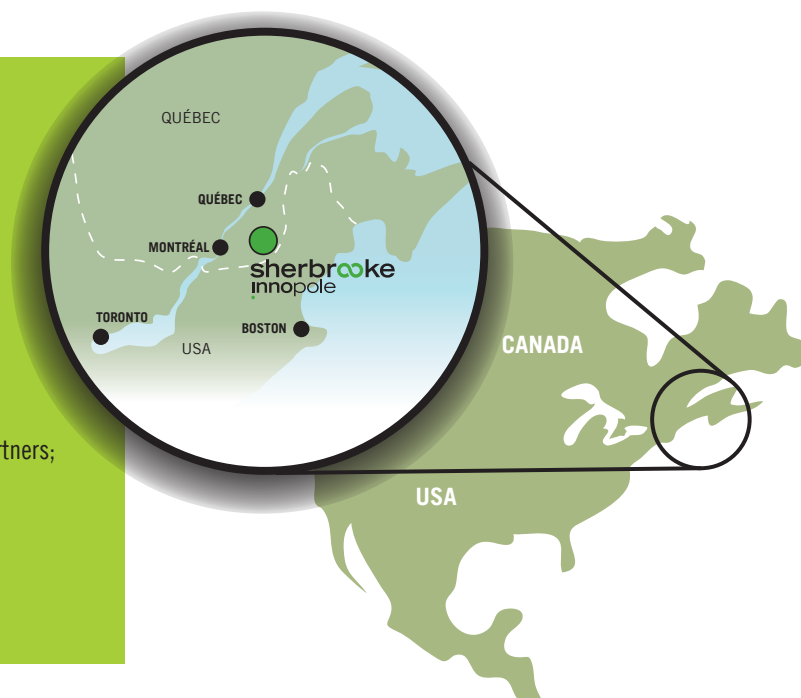 QUÉBEC
QUÉBEC
MONTRÉAL
sherbrooke
innopole
TORONTO
BOSTON
USA
CANADA
rtners;
USA